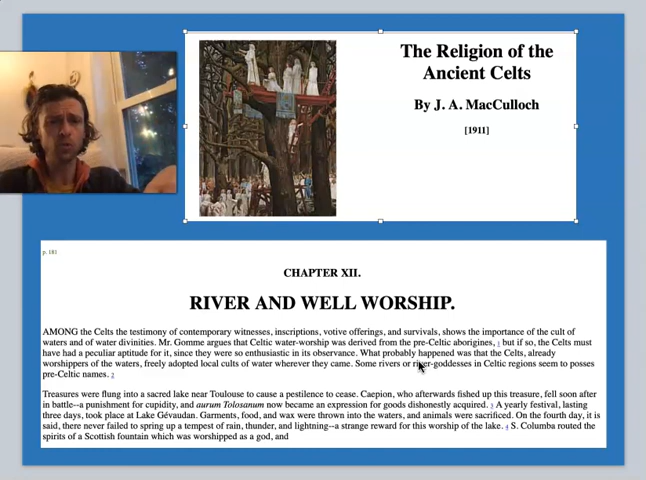 The Religion of the
Ancient Celts
By J. A. MacCulloch
[1911]
p. 181
CHAPTER XII.
RIVER AND WELL WORSHIP.
AMONG the Celts the testimony of contemporary witnesses, inscriptions, votive offerings, and survivals, shows the importance of the cult of
waters and of water divinities. Mr. Gomme argues that Celtic water-worship was derived from the pre-Celtic aborigines, 1 but if so, the Celts must
have had a peculiar aptitude for it, since they were so enthusiastic in its observance. What probably happened was that the Celts, already
worshippers of the waters, freely adopted local cults of water wherever they came. Some rivers or river-goddesses in Celtic regions seem to posses
pre-Celtic names. 2
Treasures were flung into a sacred lake near Toulouse to cause a pestilence to cease. Caepion, who afterwards fished up this treasure, fell soon after
in battle--a punishment for cupidity, and aurum Tolosanum now became an expression for goods dishonestly acquired. 3 A yearly festival, lasting
three days, took place at Lake Gévaudan. Garments, food, and wax were thrown into the waters, and animals were sacrificed. On the fourth day, it is
said, there never failed to spring up a tempest of rain, thunder, and lightning--a strange reward for this worship of the lake. 4 S. Columba routed the
spirits of a Scottish fountain which was worshipped as a god, and